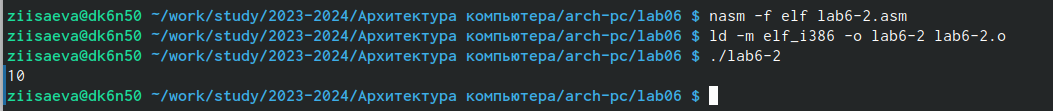 ziisaeva@dk6n50 ~/work/study/2023-2024/Архитектура компьютера/arch-pc/lab06 $ nasm -f elf lab6-2.asm
ziisaeva@dk6n50 ~/work/study/2023-2024/Архитектура компьютера/arch-pc/lab06 $ ld -m elf_i386 -o lab6-2 lab6-2.o
ziisaeva@dk6n50 ~/work/study/2023-2024/Архитектура компьютера/arch-pc/lab06 $ ./lab6-2
10
ziisaeva@dk6n50 ~/work/study/2023-2024/Архитектура компьютера/arch-pc/lab06 $